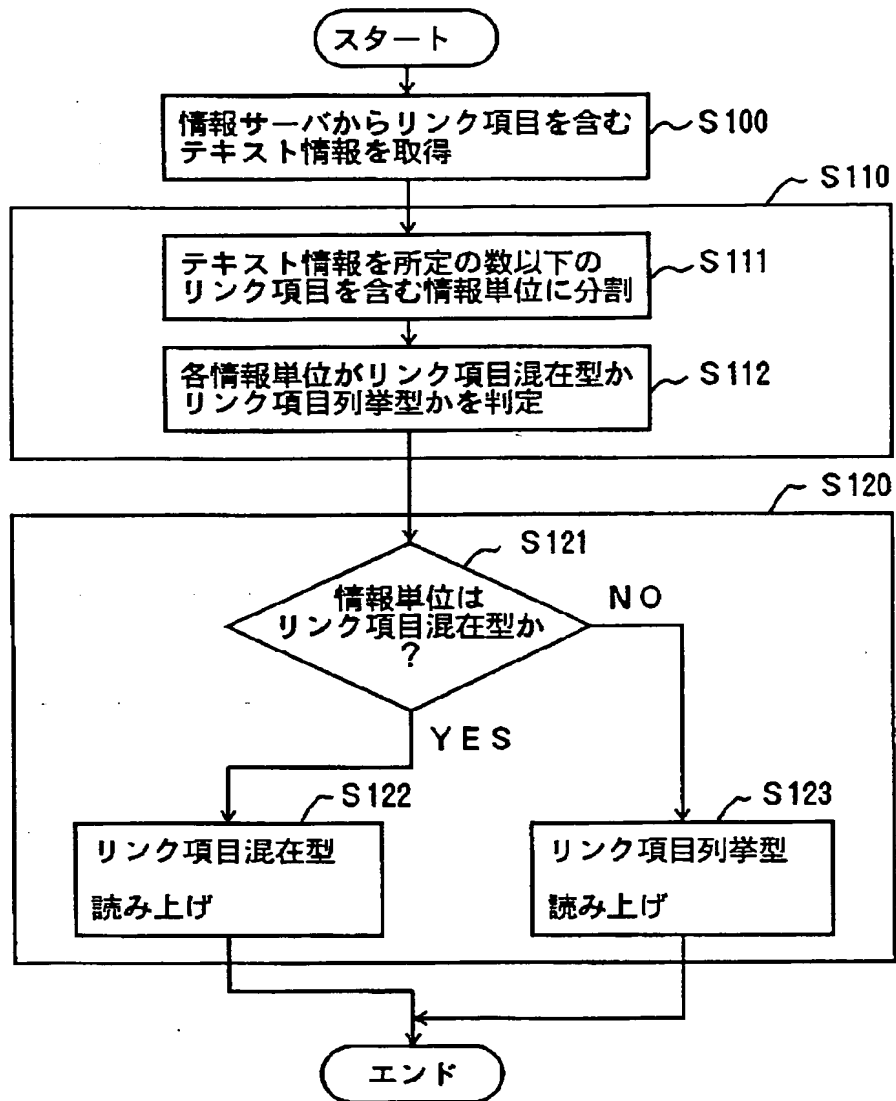 スタート
情報サーバからリンク項目を含む
テキスト情報を取得
S100
S110
テキスト情報を所定の数以下の
リンク項目を含む情報単位に分割
S111
各情報単位がリンク項目混在型か
リンク項目列挙型かを判定
S112
S120
S121
情報単位は
リンク項目混在型か
?
NO
YES
S122
リンク項目混在型
読み上げ
S123
リンク項目列挙型
読み上げ
エンド